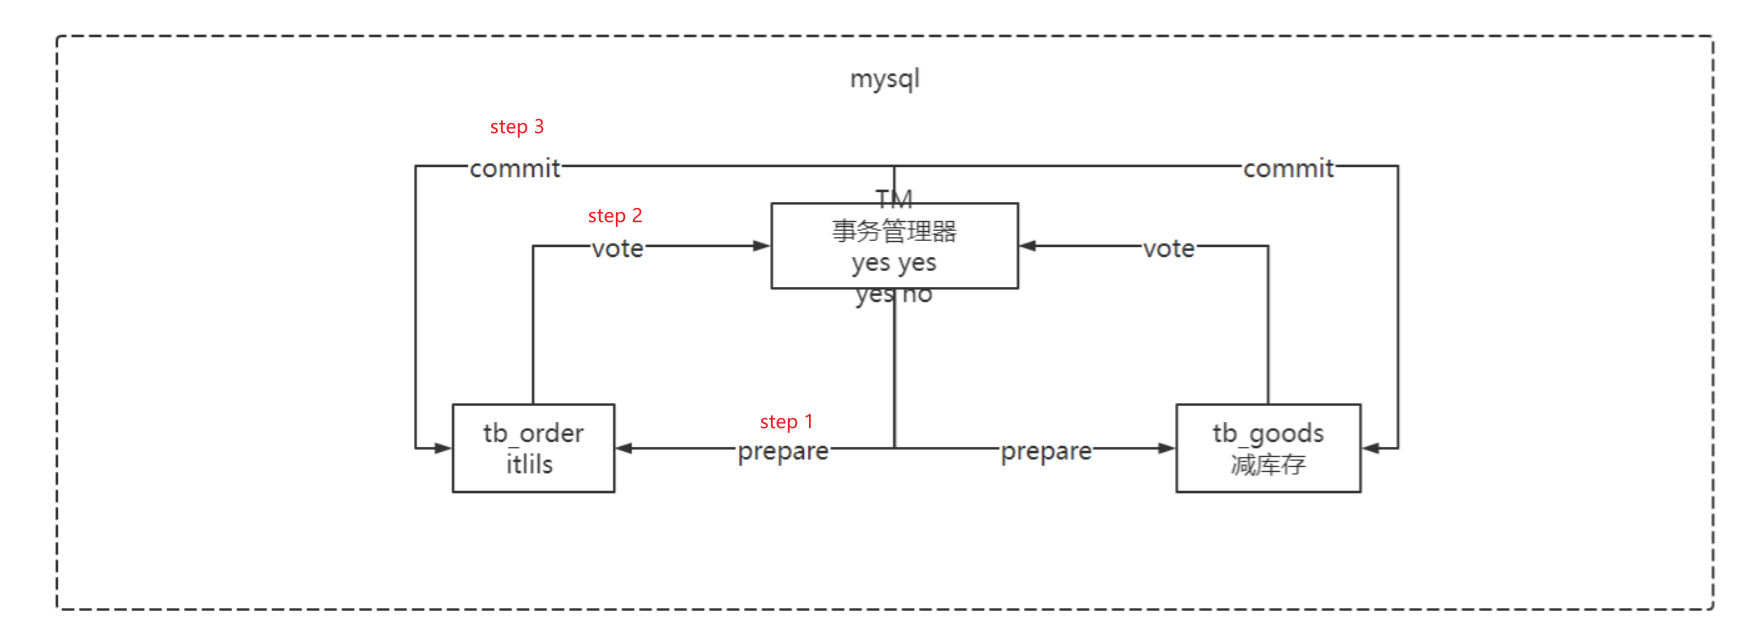 mysql
step 3
commit
commit
TM
事务管理器
yes yes
yes no
step 2
vote
vote
step 1
prepare
prepare
tb_order
itlils
tb_goods
减库存